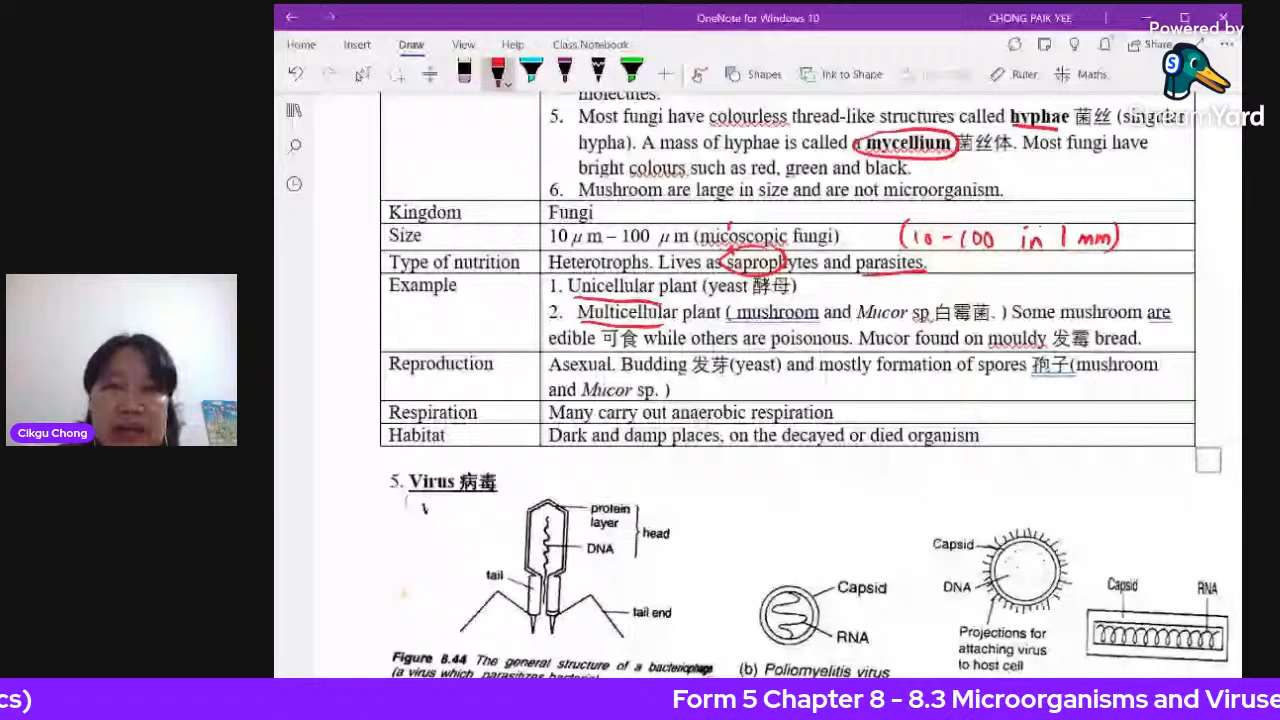 OneNote for Windows 10
CHONG PAIK YEE
Powered by
StreamYard
Home Insert Draw View Help Class Notebook
Share
Shapes Ink to Shape Ruler Maths
molecules.
5. Most fungi have colourless thread-like structures called hyphae 菌丝 (singular
hypha). A mass of hyphae is called a mycellium 菌丝体. Most fungi have
bright colours such as red, green and black.
6. Mushroom are large in size and are not microorganism.
Kingdom Fungi
Size 10 μm – 100 μm (micoscopic fungi) (10 - 100 in 1 mm)
Type of nutrition Heterotrophs. Lives as saprophytes and parasites.
Example 1. Unicellular plant (yeast 酵母)
2. Multicellular plant ( mushroom and Mucor sp 白霉菌. ) Some mushroom are
edible 可食 while others are poisonous. Mucor found on mouldy 发霉 bread.
Reproduction Asexual. Budding 发芽(yeast) and mostly formation of spores 孢子(mushroom
and Mucor sp. )
Respiration Many carry out anaerobic respiration
Habitat Dark and damp places, on the decayed or died organism
Cikgu Chong
5. Virus 病毒
protein
layer
head
DNA
tail
tail end
Capsid
RNA
Capsid
DNA
Projections for
attaching virus
to host cell
Capsid
RNA
Figure 8.44 The general structure of a bacteriophage
(a virus which parasitizes
(b) Poliomyelitis virus
cs)
Form 5 Chapter 8 - 8.3 Microorganisms and Viruse